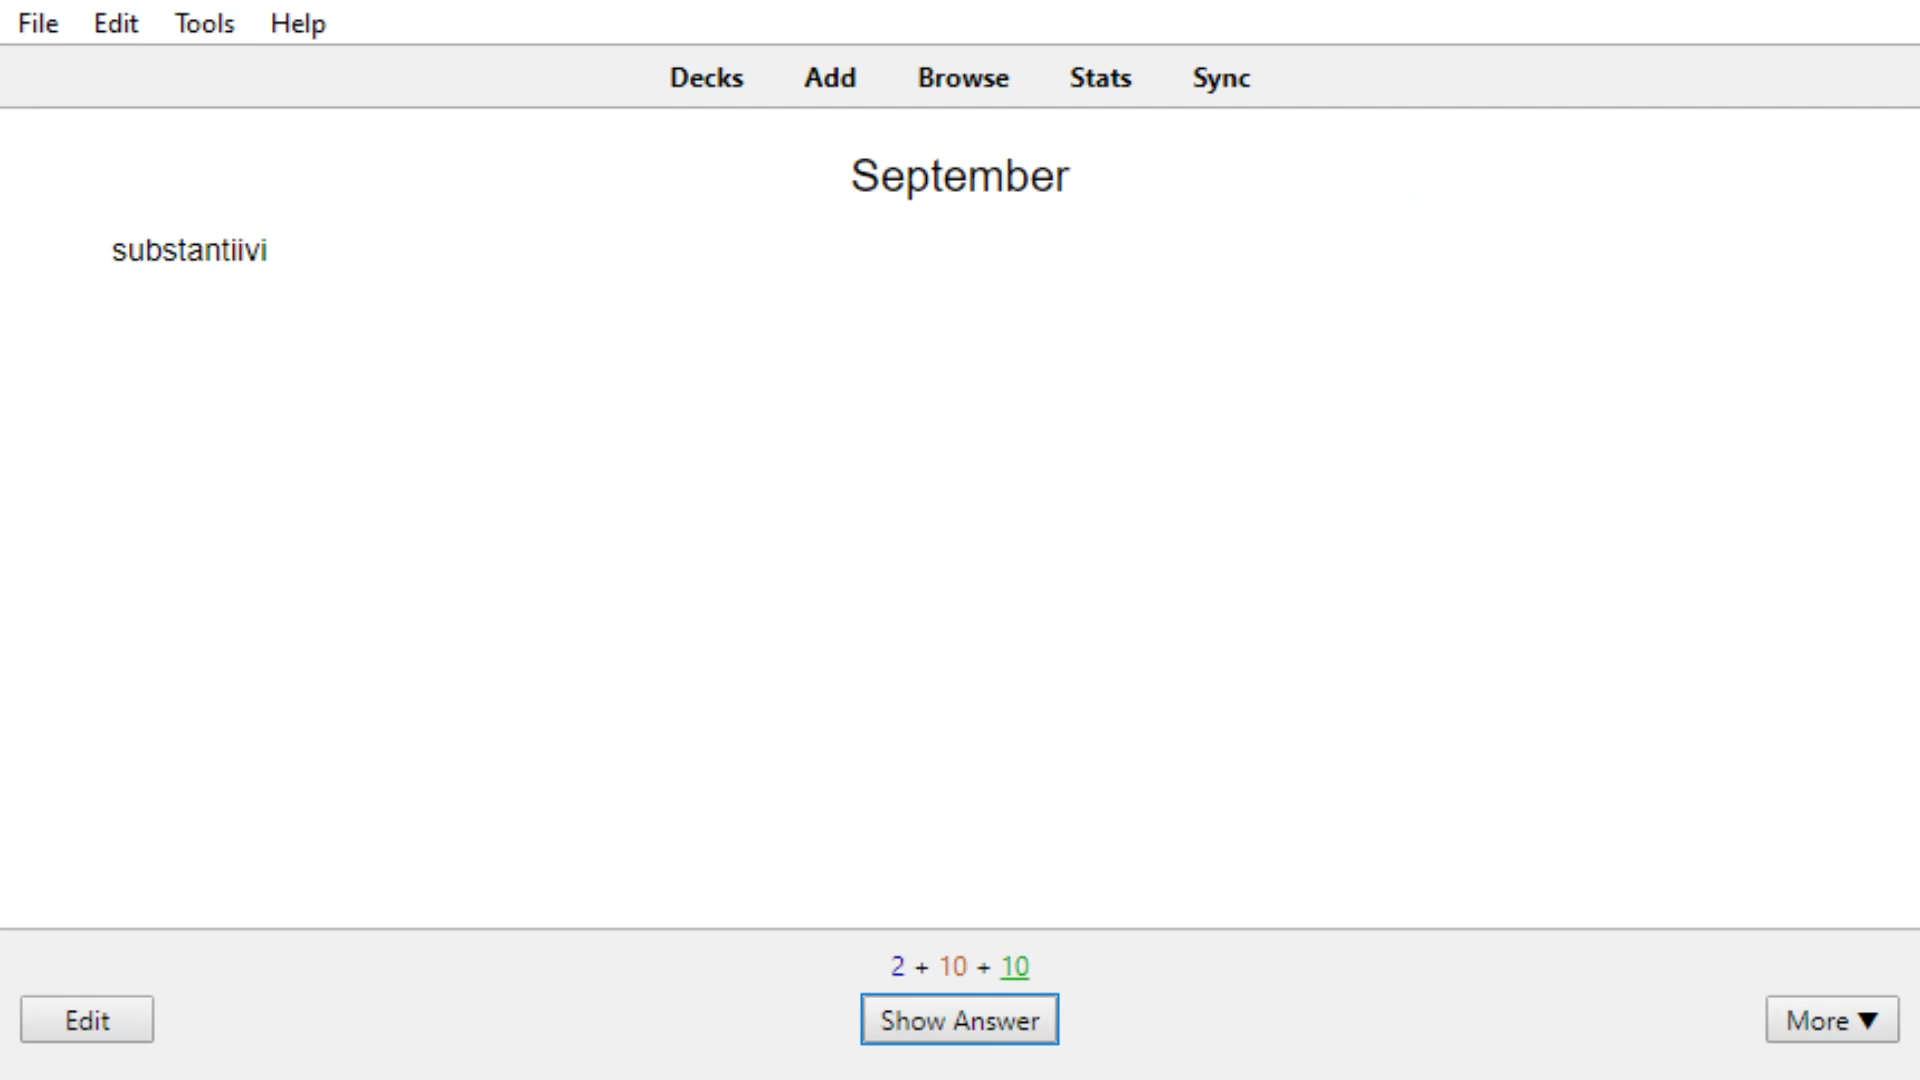 File Edit Tools Help
Decks Add Browse Stats Sync
September
substantiivi
2 + 10 + 10
Edit Show Answer More ▼